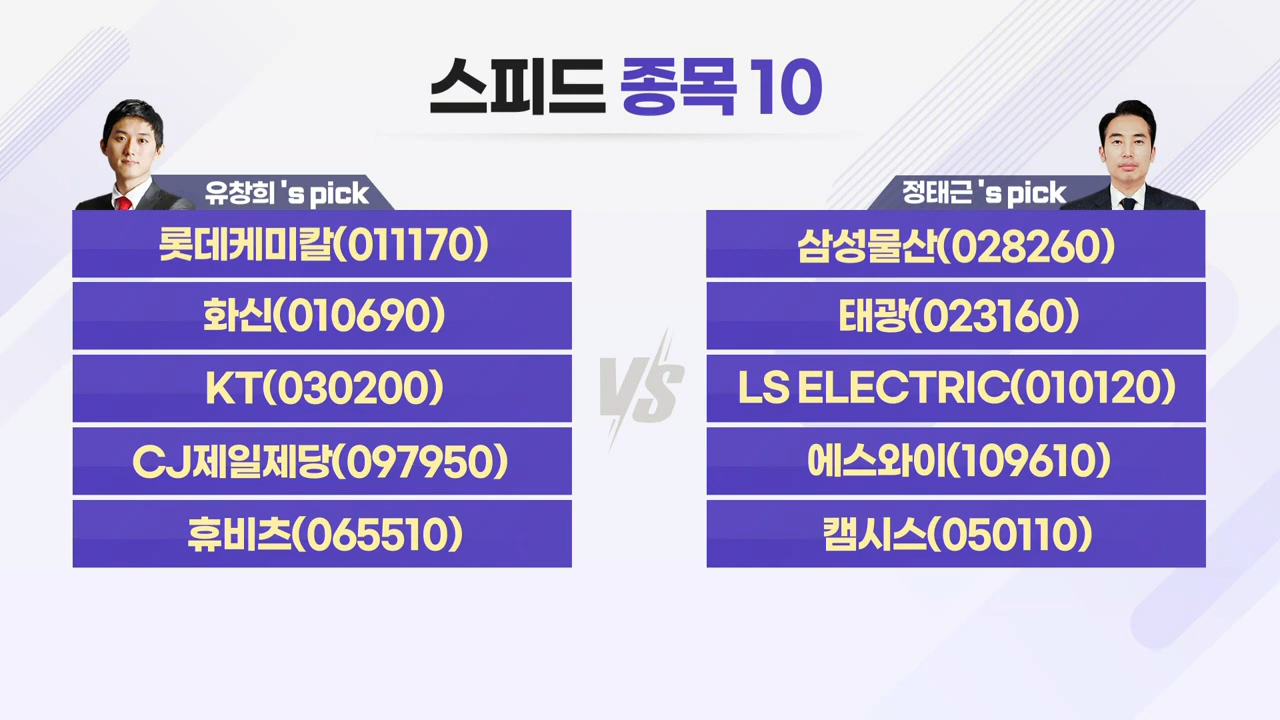 스피드 종목 10
유창희 's pick
롯데케미칼(011170)
화신(010690)
KT(030200)
CJ제일제당(097950)
휴비츠(065510)
VS
정태근 's pick
삼성물산(028260)
태광(023160)
LS ELECTRIC(010120)
에스와이(109610)
캠시스(050110)